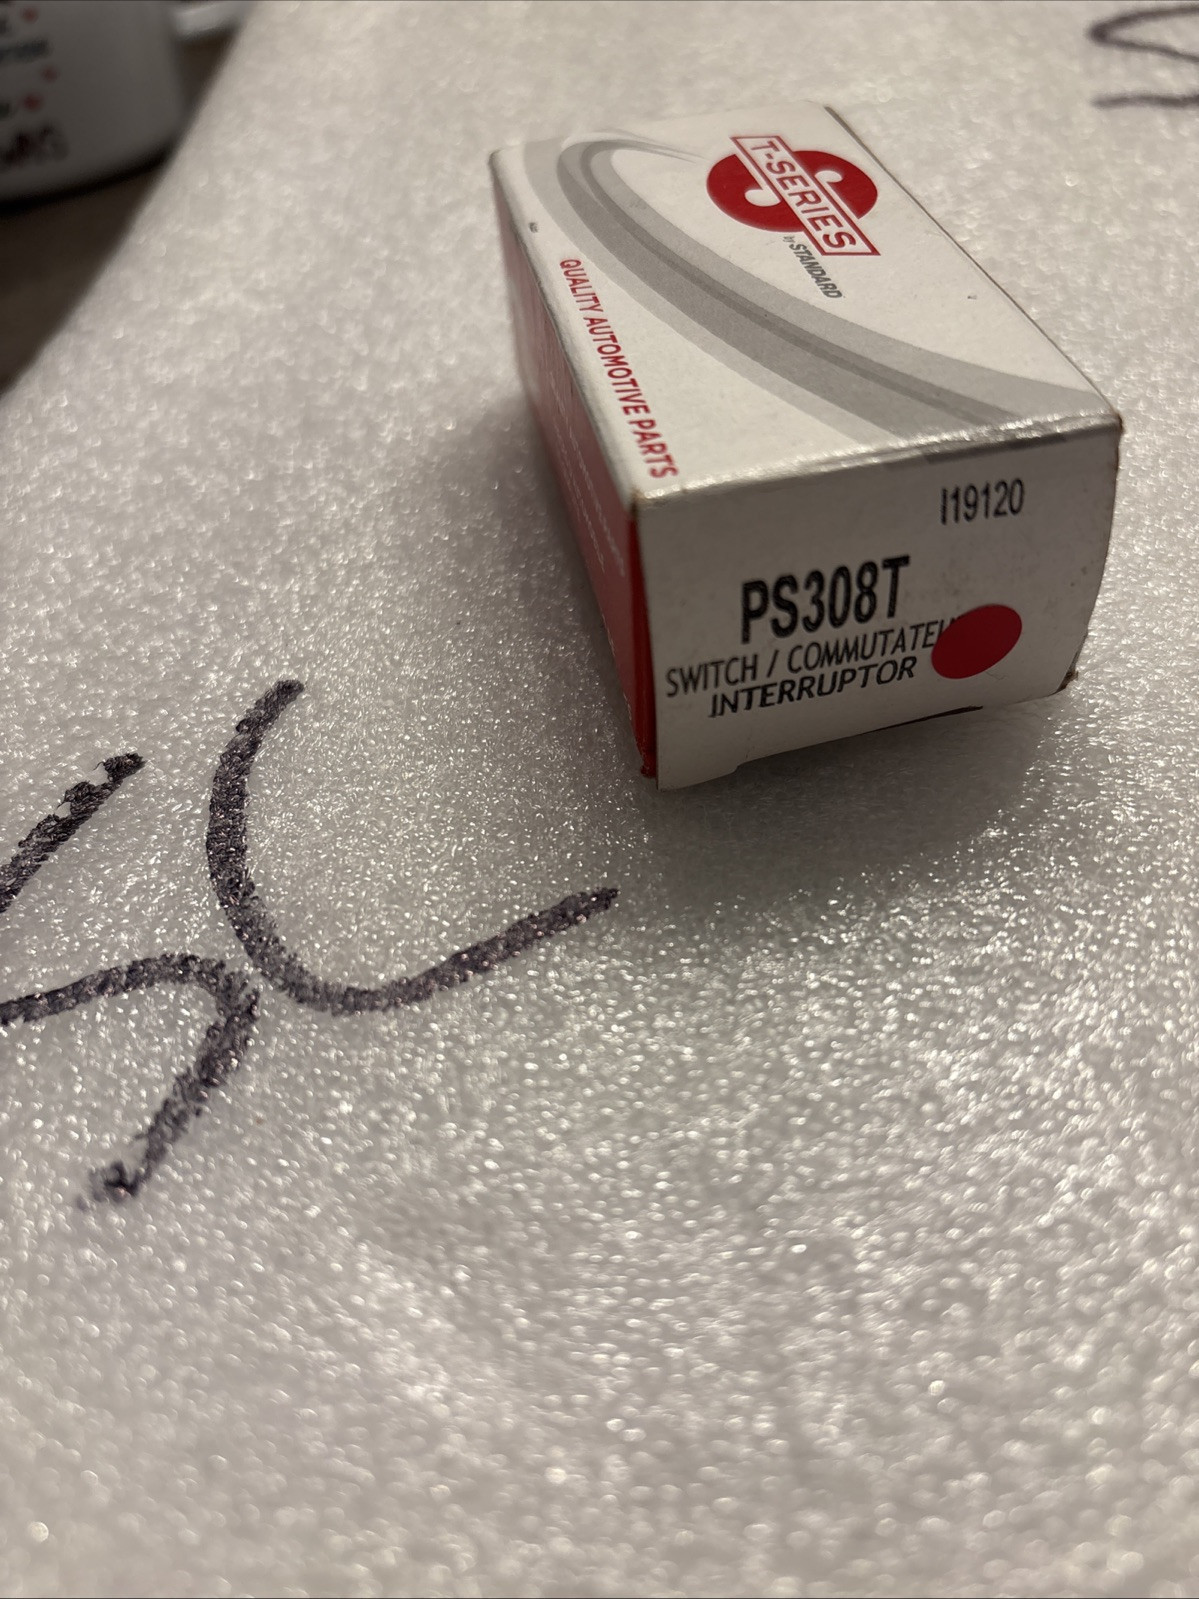 T-SERIES
by STANDARD
QUALITY AUTOMOTIVE PARTS
I19120
PS308T
SWITCH / COMMUTATEU
INTERRUPTOR